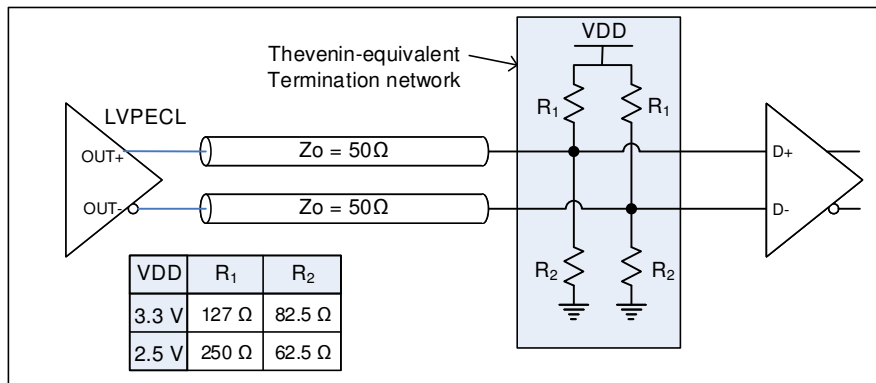 VDD
Thevenin-equivalent
Termination network
R₁ R₁
LVPECL
OUT+ Zo = 50Ω D+
OUT- Zo = 50Ω D-
R₂ R₂
VDD R₁ R₂
3.3 V 127 Ω 82.5 Ω
2.5 V 250 Ω 62.5 Ω